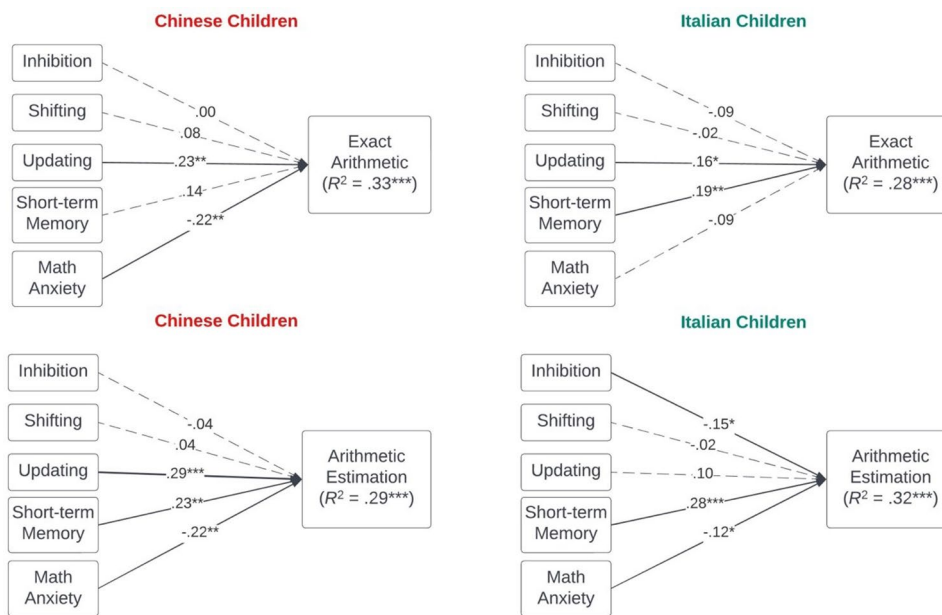 Chinese Children
Inhibition
Shifting
Updating
Short-term
Memory
Math
Anxiety
.00
.08
.23**
.14
-.22**
Exact
Arithmetic
(R² = .33***)
Italian Children
Inhibition
Shifting
Updating
Short-term
Memory
Math
Anxiety
-.09
-.02
.16*
.19**
-.09
Exact
Arithmetic
(R² = .28***)
Chinese Children
Inhibition
Shifting
Updating
Short-term
Memory
Math
Anxiety
-.04
.04
.29***
.23**
-.22**
Arithmetic
Estimation
(R² = .29***)
Italian Children
Inhibition
Shifting
Updating
Short-term
Memory
Math
Anxiety
-.15*
-.02
.10
.28***
-.12*
Arithmetic
Estimation
(R² = .32***)